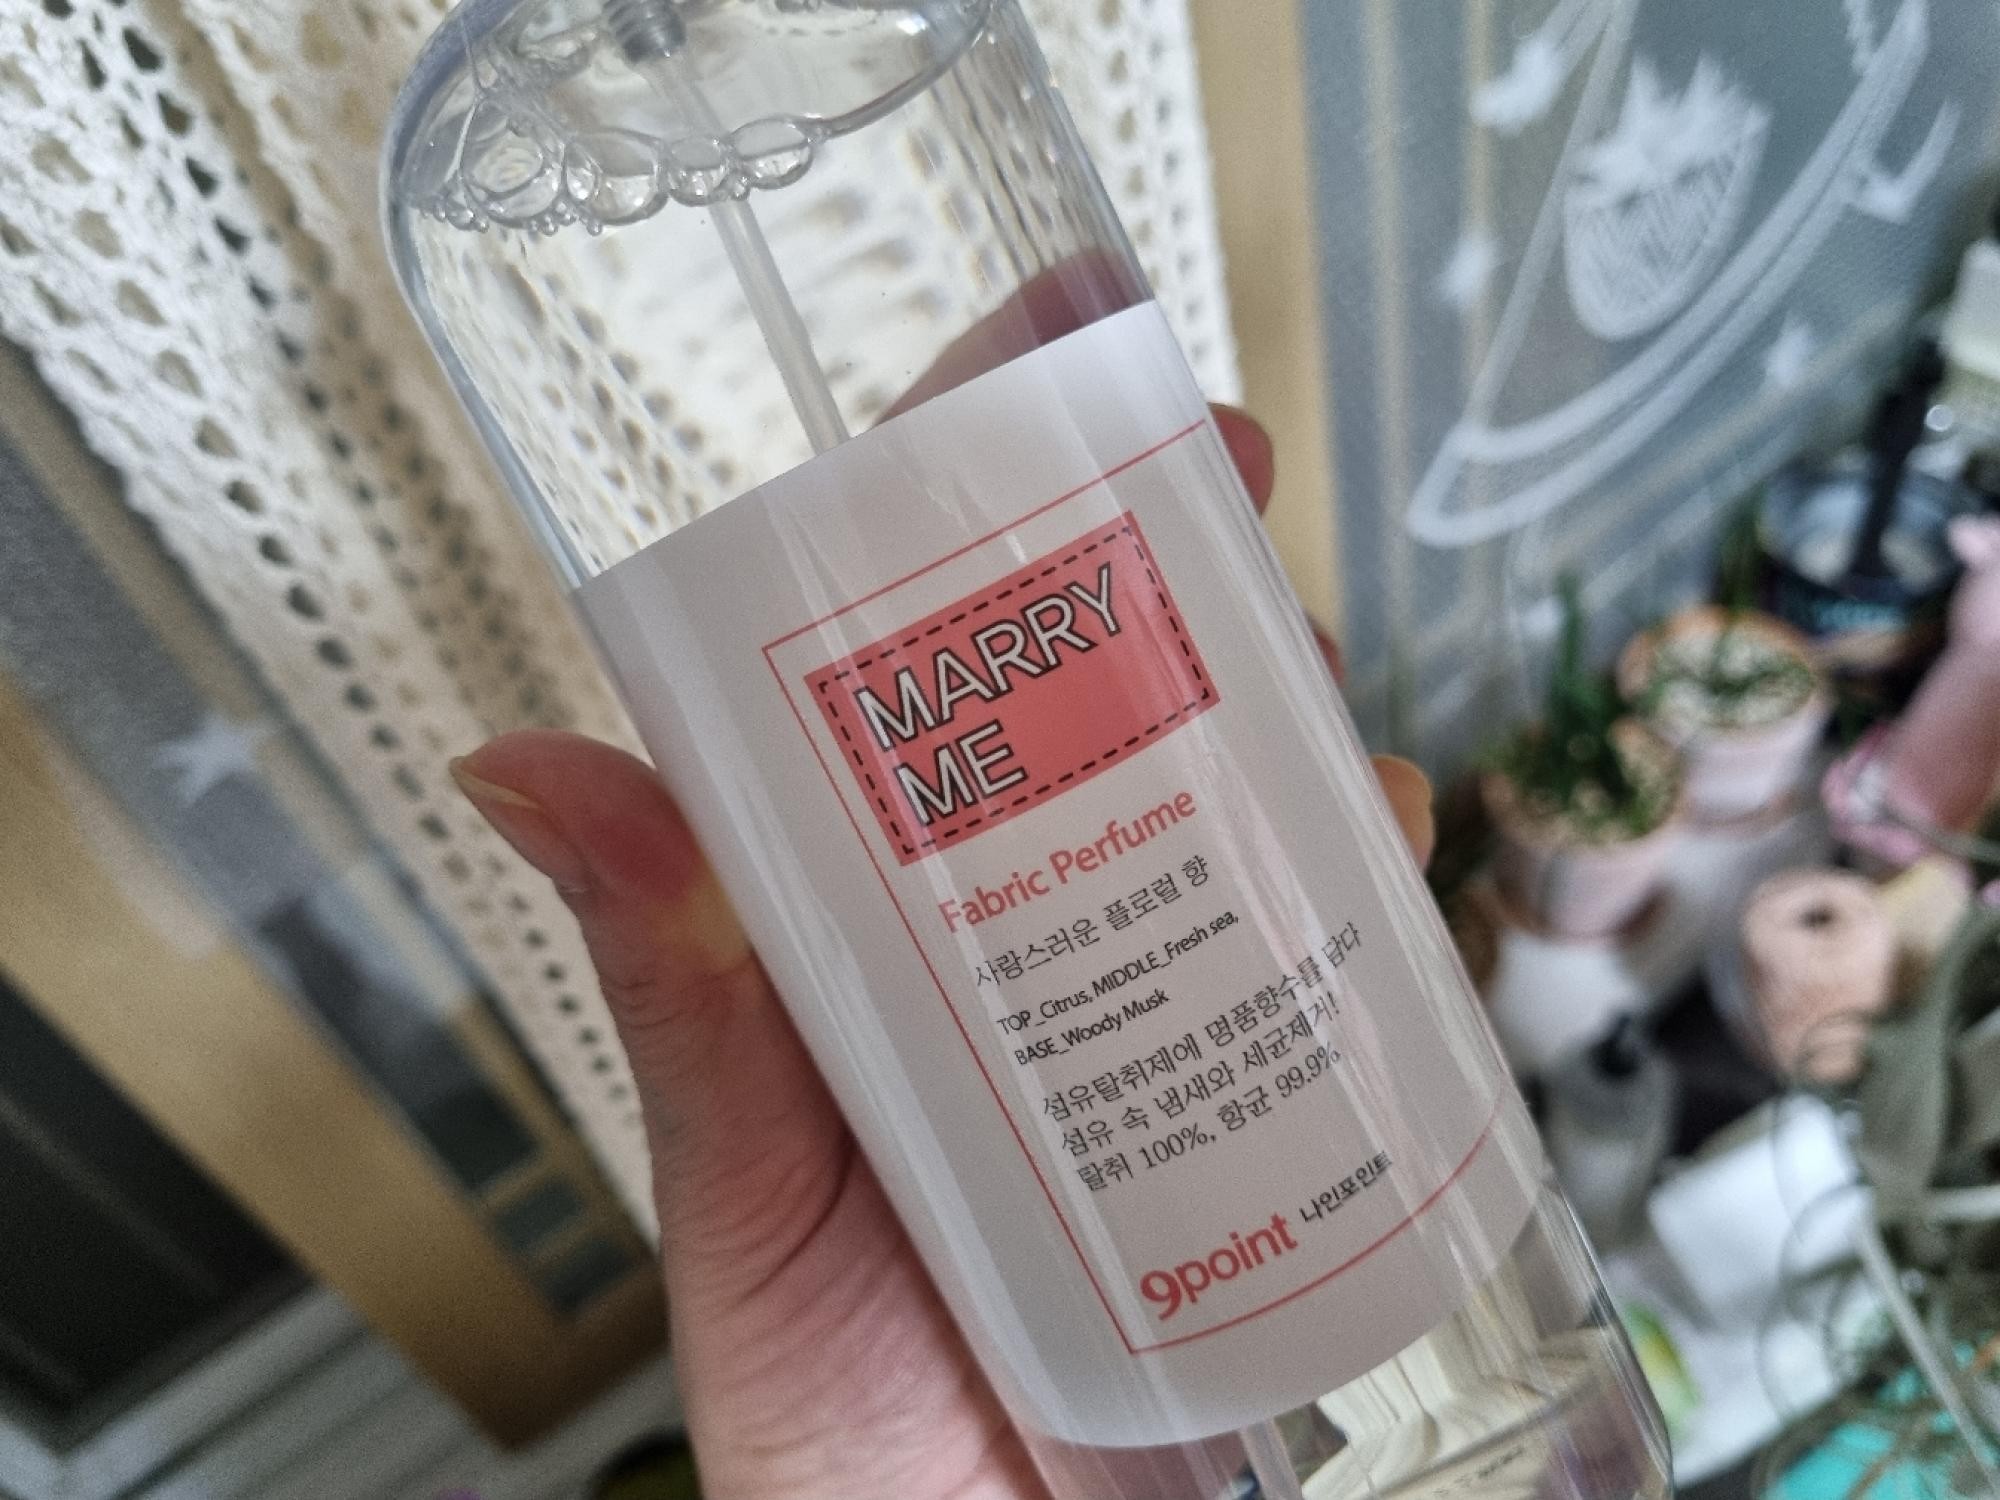 MARRY
ME
Fabric Perfume
사랑스러운 플로럴 향
TOP_Citrus, MIDDLE_Fresh sea,
BASE_Woody Musk
섬유탈취제에 명품향수를 담다
섬유 속 냄새와 세균제거!
탈취 100%, 항균 99.9%
9point 나인포인트